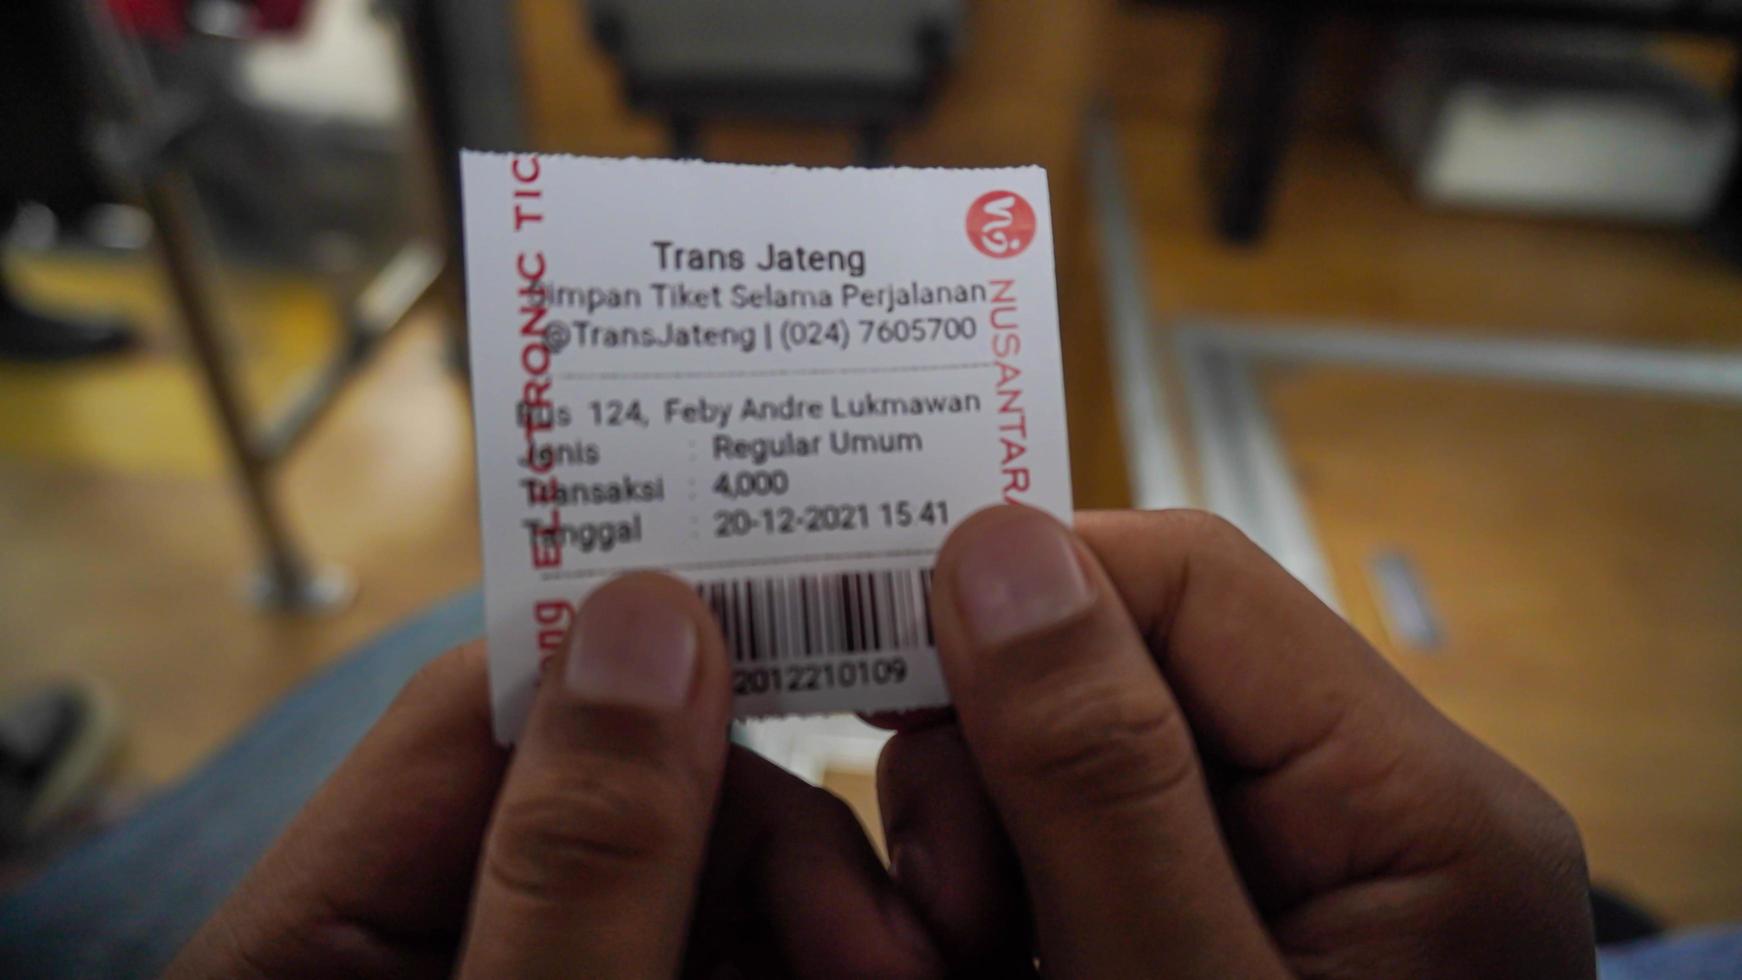 Trans Jateng
Simpan Tiket Selama Perjalanan
@TransJateng | (024) 7605700
Bus 124, Feby Andre Lukmawan
Jenis : Regular Umum
Transaksi : 4,000
Tanggal : 20-12-2021 15:41
2012210109
ELECTRONIC TIC
ang
NUSANTARA